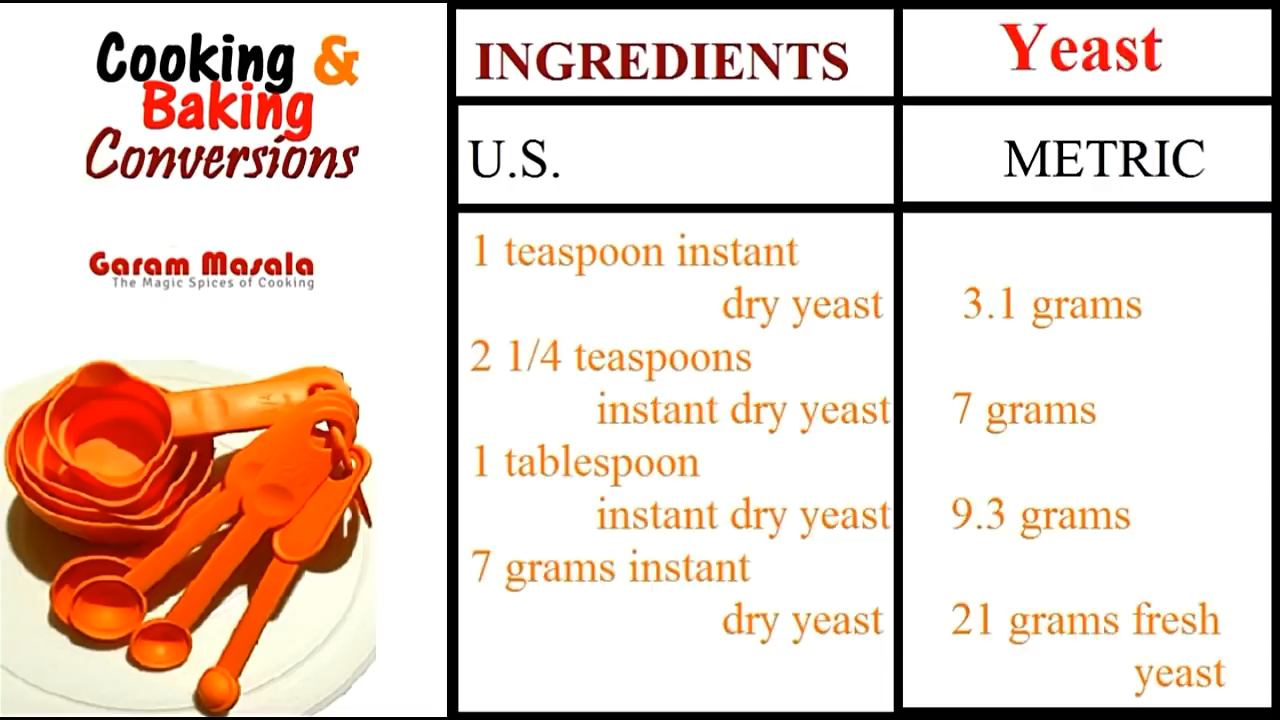 Cooking &
Baking
Conversions
Garam Masala
The Magic Spices of Cooking
INGREDIENTS
Yeast
U.S.
METRIC
1 teaspoon instant
dry yeast
3.1 grams
2 1/4 teaspoons
instant dry yeast
7 grams
1 tablespoon
instant dry yeast
9.3 grams
7 grams instant
dry yeast
21 grams fresh
yeast